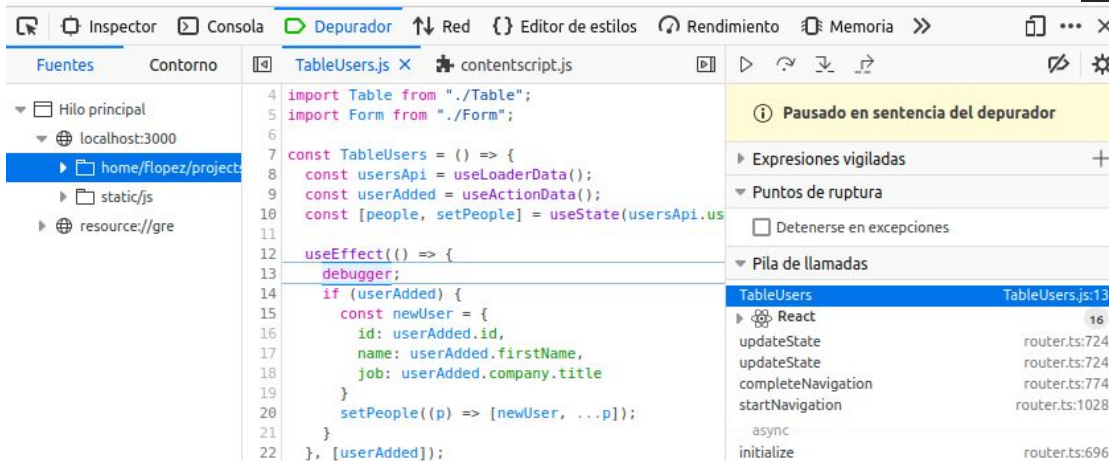 Inspector Consola Depurador Red {} Editor de estilos Rendimiento Memoria
Fuentes Contorno
TableUsers.js contentscript.js
Hilo principal
localhost:3000
home/flopez/projects
static/js
resource://gre
4 import Table from "./Table";
5 import Form from "./Form";
6
7 const TableUsers = () => {
8 const usersApi = useLoaderData();
9 const userAdded = useActionData();
10 const [people, setPeople] = useState(usersApi.us
11
12 useEffect(() => {
13 debugger;
14 if (userAdded) {
15 const newUser = {
16 id: userAdded.id,
17 name: userAdded.firstName,
18 job: userAdded.company.title
19 }
20 setPeople((p) => [newUser, ...p]);
21 }
22 }, [userAdded]);
Pausado en sentencia del depurador
Expresiones vigiladas
Puntos de ruptura
Detenerse en excepciones
Pila de llamadas
TableUsers TableUsers.js:13
React 16
updateState router.ts:724
updateState router.ts:724
completeNavigation router.ts:774
startNavigation router.ts:1028
async
initialize router.ts:696